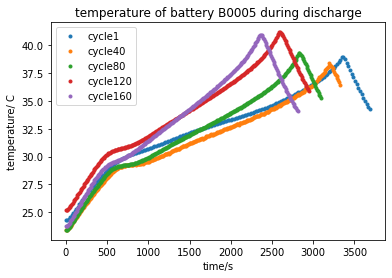 temperature of battery B0005 during discharge
40.0
37.5
35.0
32.5
30.0
27.5
25.0
temperature/ C
cycle1
cycle40
cycle80
cycle120
cycle160
0 500 1000 1500 2000 2500 3000 3500
time/s